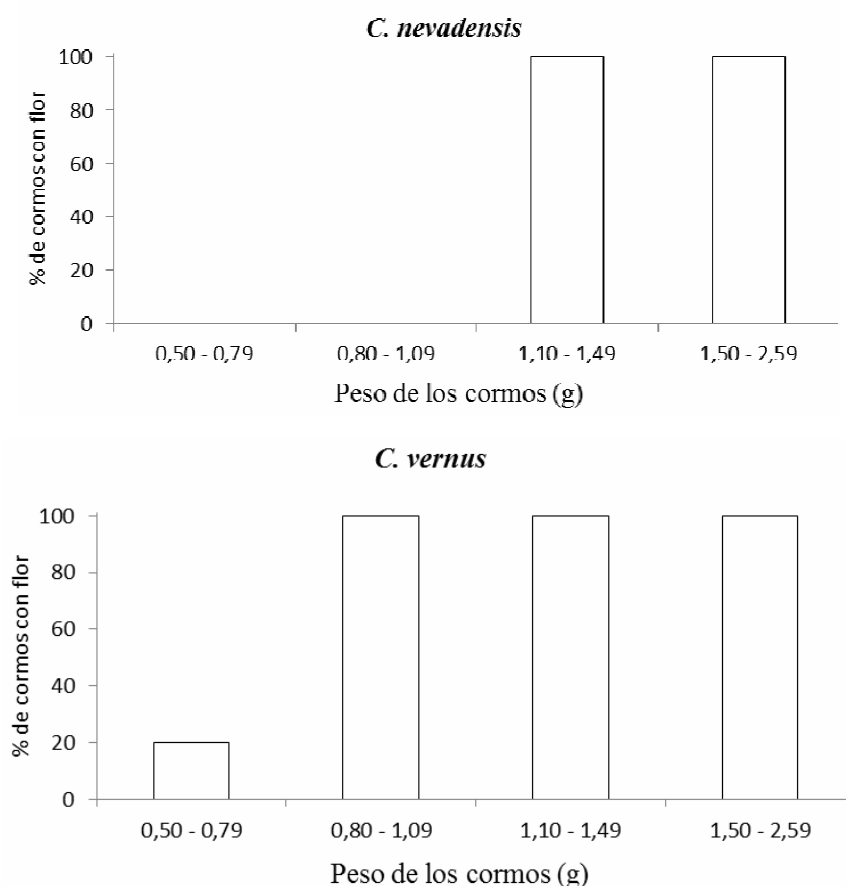 C. nevadensis
% de cormos con flor
100
80
60
40
20
0
0,50 - 0,79 0,80 - 1,09 1,10 - 1,49 1,50 - 2,59
Peso de los cormos (g)
C. vernus
% de cormos con flor
100
80
60
40
20
0
0,50 - 0,79 0,80 - 1,09 1,10 - 1,49 1,50 - 2,59
Peso de los cormos (g)